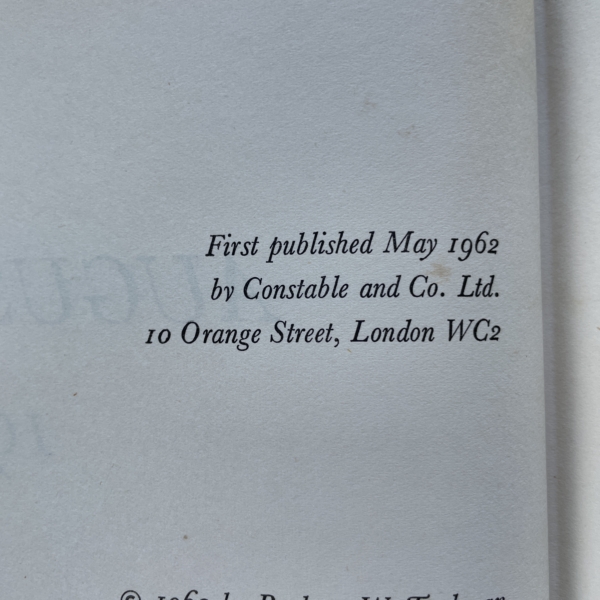 First published May 1962
by Constable and Co. Ltd.
10 Orange Street, London WC2
©